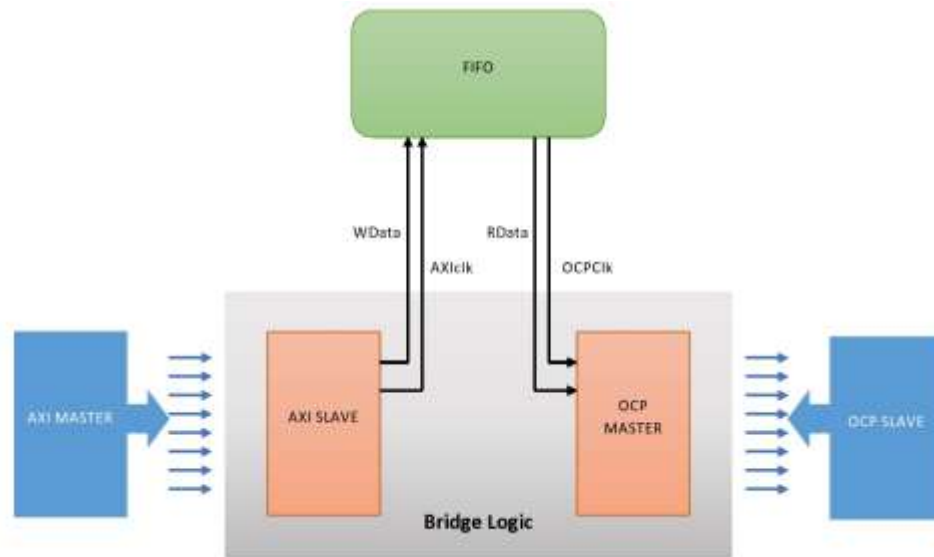 FIFO
WData
RData
AXIclk
OCPClk
AXI MASTER
AXI SLAVE
OCP
MASTER
OCP SLAVE
Bridge Logic